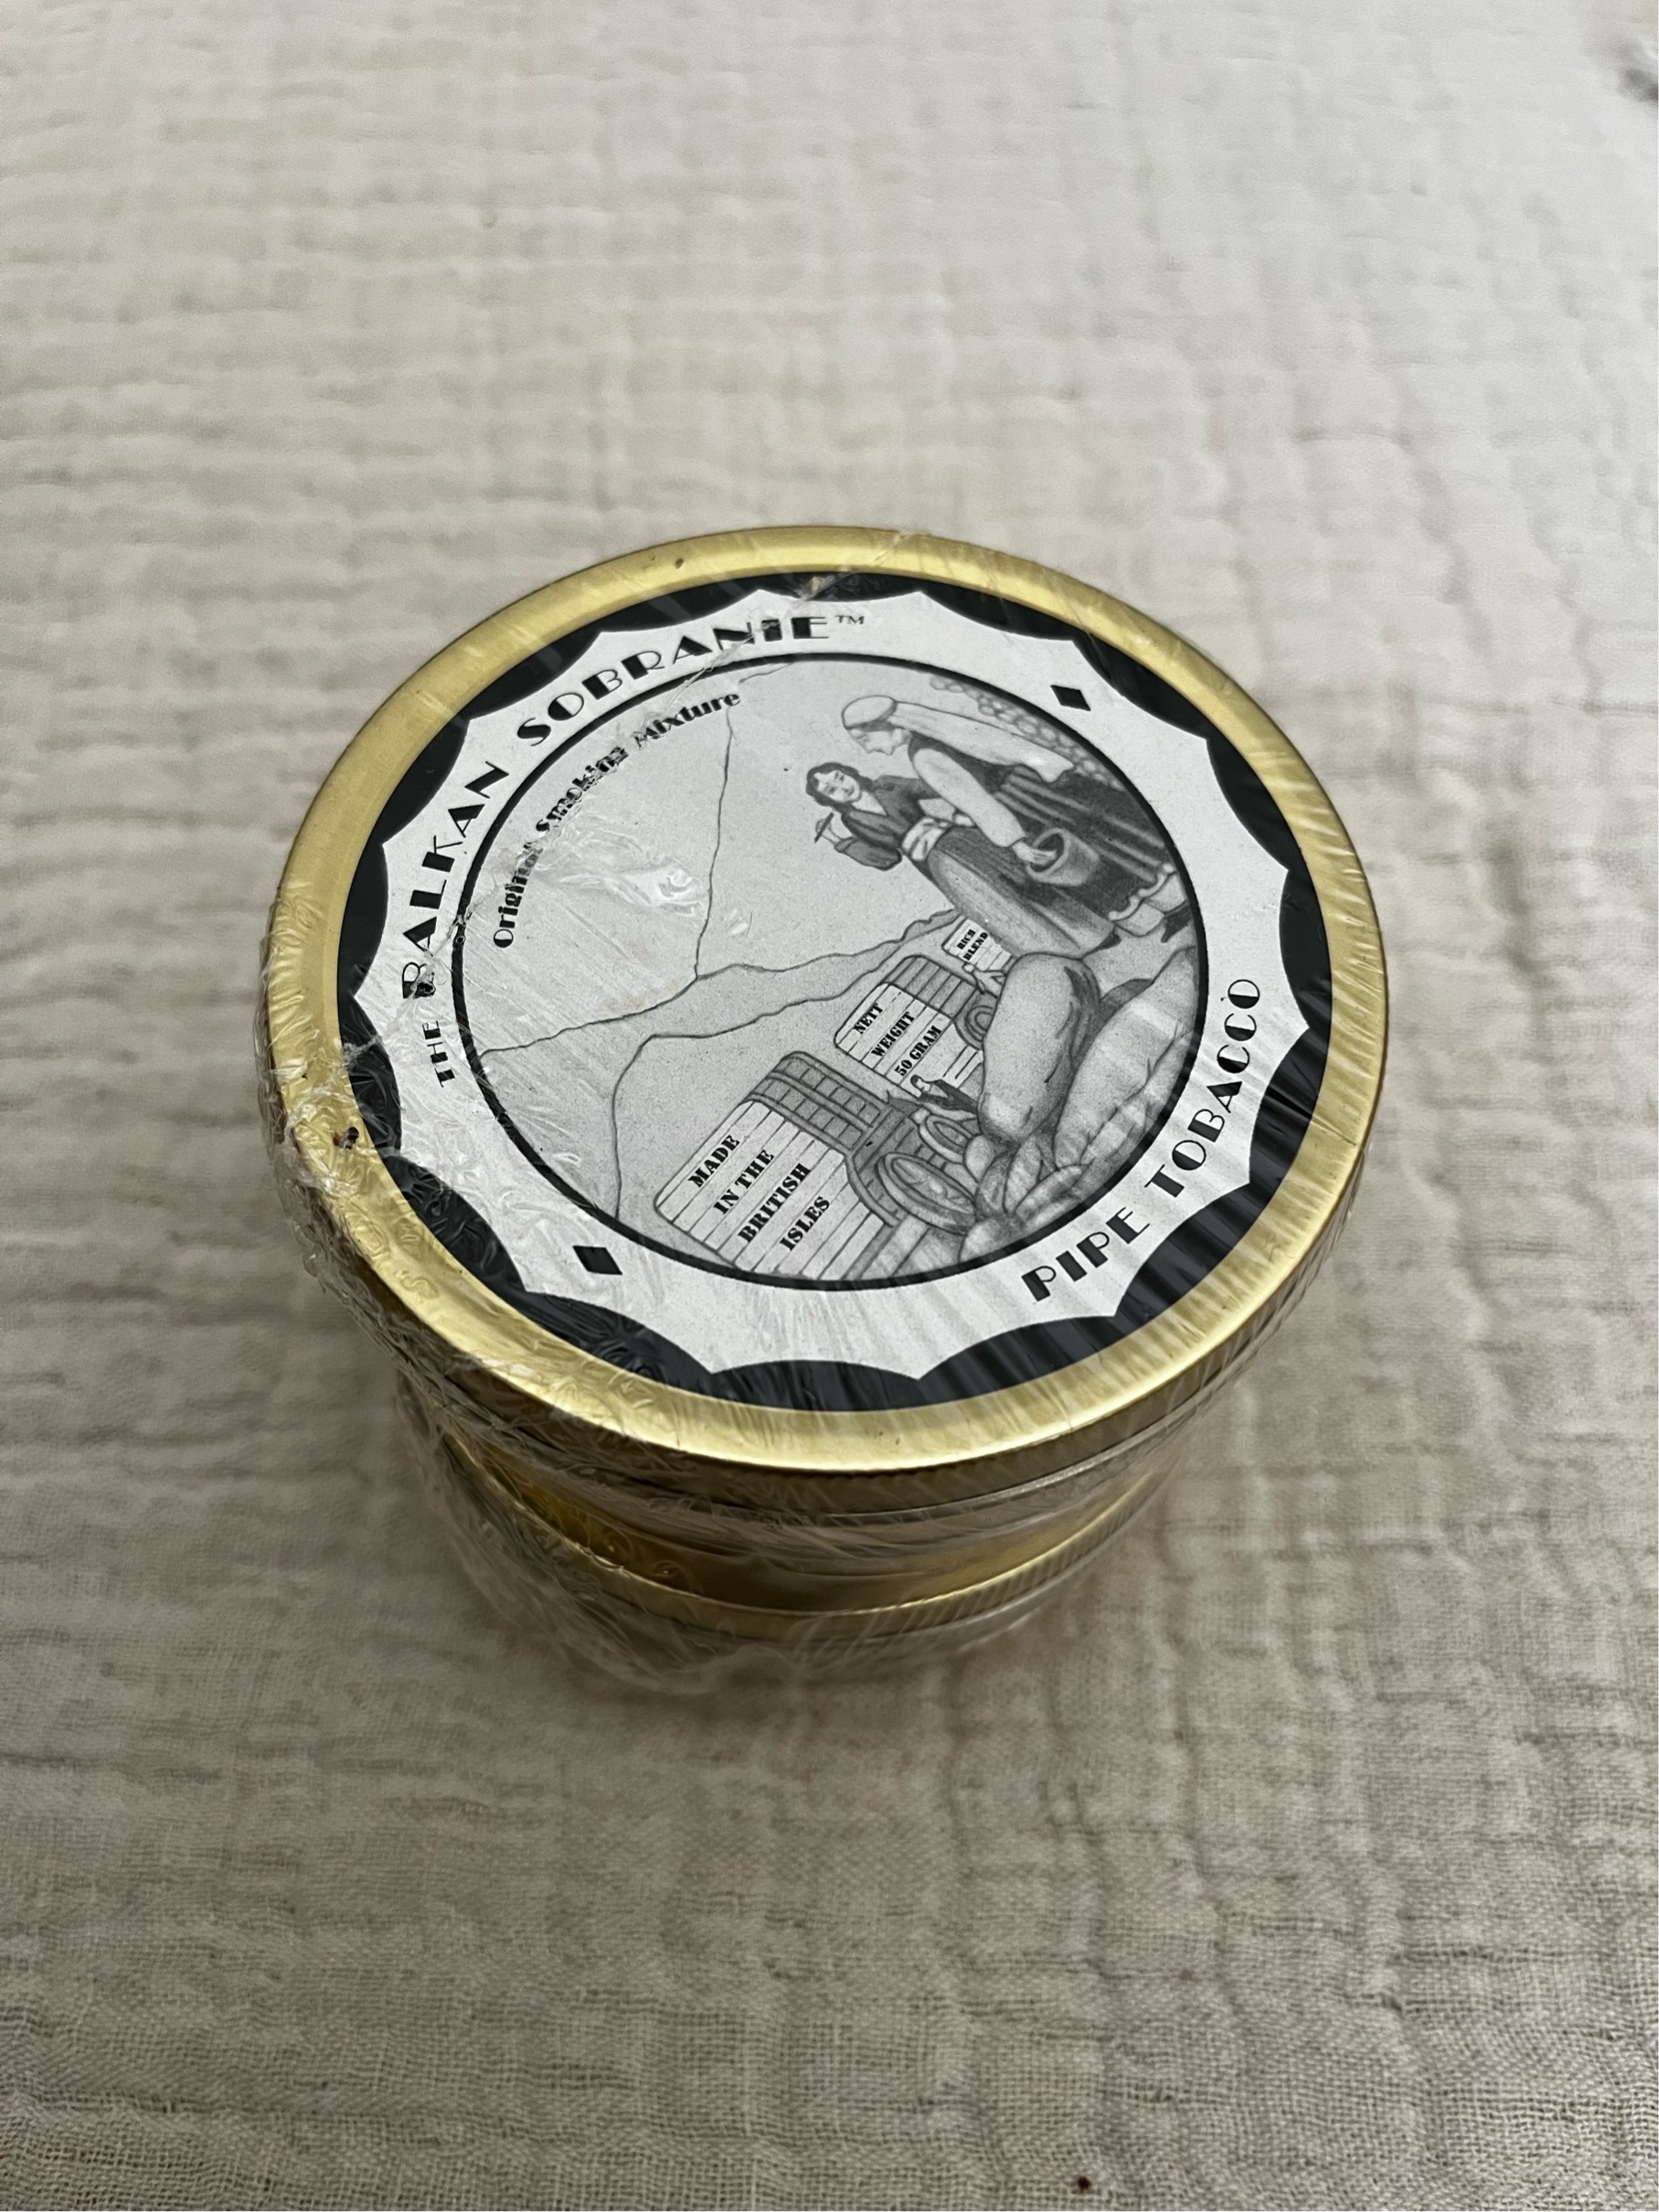 THE BALKAN SOBRANIE™
Original Smoking Mixture
RICH
BLEND
NETT
WEIGHT
50 GRAM
MADE
IN THE
BRITISH
ISLES
PIPE TOBACCO